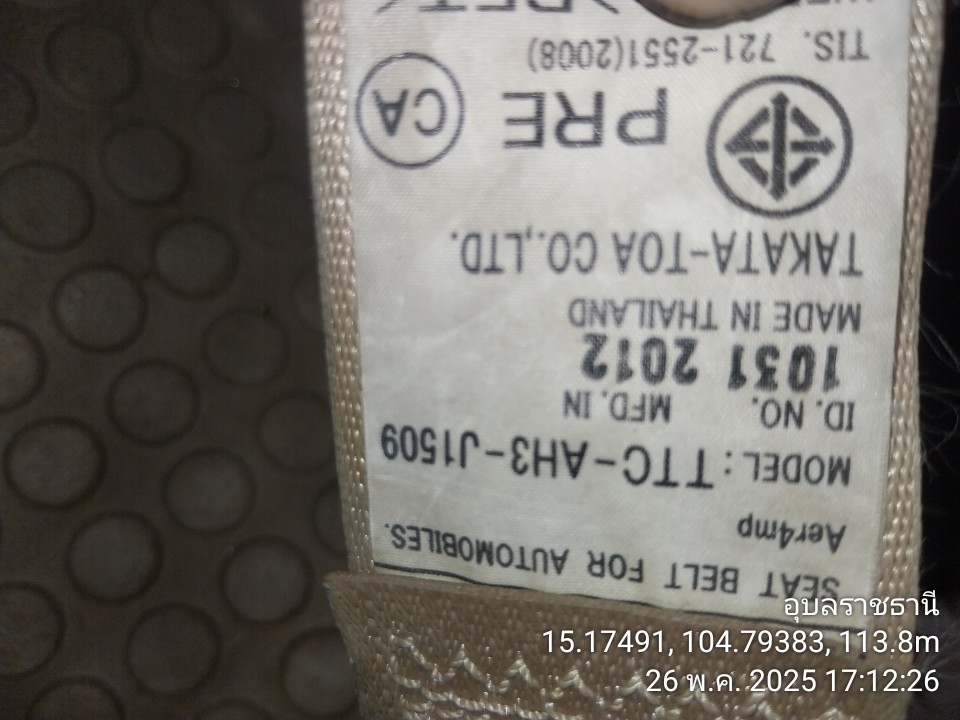 SEAT BELT FOR AUTOMOBILES.
Aer4mp
MODEL: TTC-AH3-J1509
ID. NO. MFD. IN
1031 2012
MADE IN THAILAND
TAKATA-TOA CO.,LTD.
PRE CA
TIS. 721-2551(2008)
>PET<
อุบลราชธานี
15.17491, 104.79383, 113.8m
26 พ.ค. 2025 17:12:26